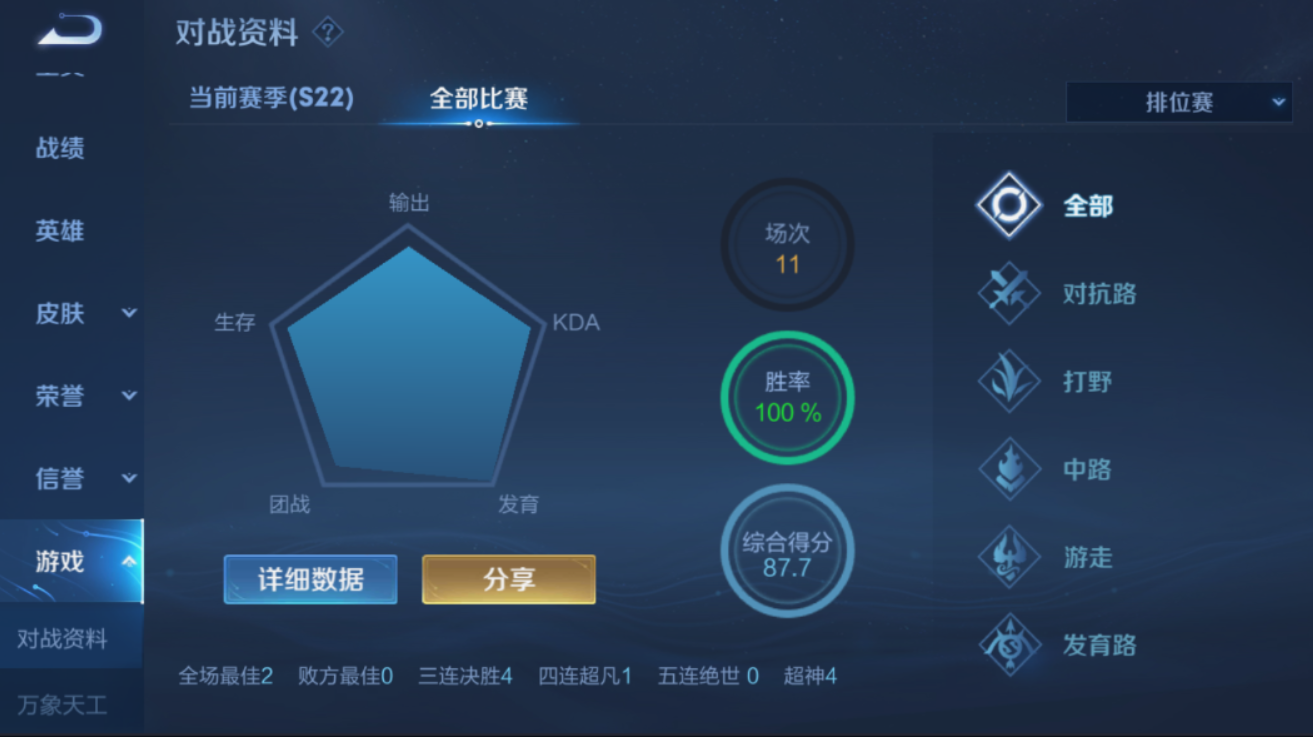 对战资料 ?
当前赛季(S22) 全部比赛
排位赛
战绩
英雄
皮肤
荣誉
信誉
游戏
对战资料
万象天工
输出
生存
KDA
团战
发育
场次
11
胜率
100 %
综合得分
87.7
全部
对抗路
打野
中路
游走
发育路
详细数据 分享
全场最佳2 败方最佳0 三连决胜4 四连超凡1 五连绝世 0 超神4